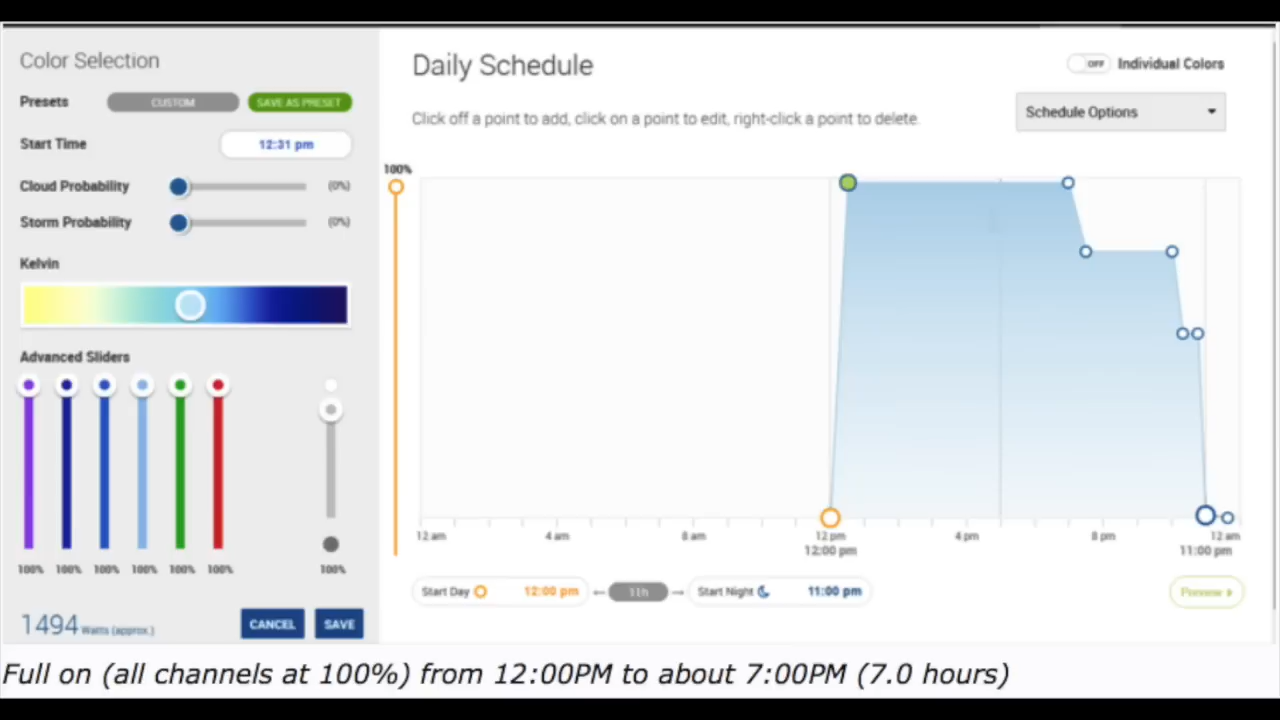 Color Selection
Presets CUSTOM SAVE AS PRESET
Start Time 12:31 pm
Cloud Probability (0%)
Storm Probability (0%)
Kelvin
Advanced Sliders
100% 100% 100% 100% 100% 100% 100%
1494 Watts (approx.) CANCEL SAVE
Daily Schedule
OFF Individual Colors
Click off a point to add, click on a point to edit, right-click a point to delete.
Schedule Options
100%
12 am 4 am 8 am 12 pm 4 pm 8 pm 12 am
12:00 pm 11:00 pm
Start Day 12:00 pm 11h Start Night 11:00 pm Preview
Full on (all channels at 100%) from 12:00PM to about 7:00PM (7.0 hours)